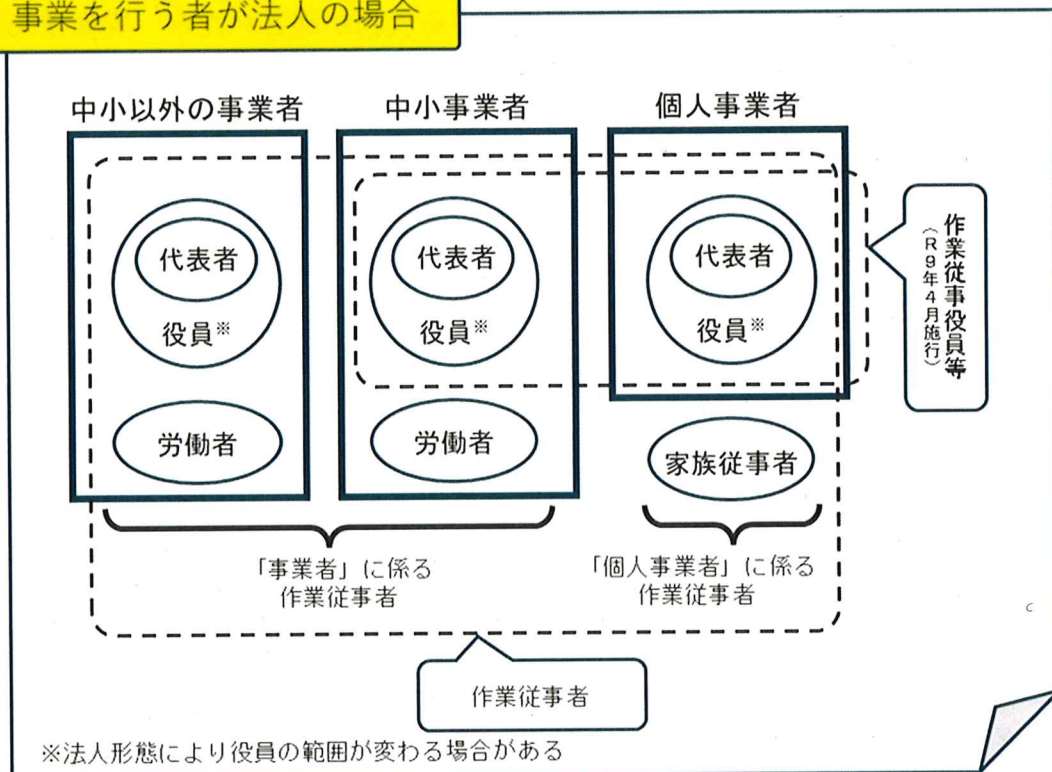 事業を行う者が法人の場合
中小以外の事業者
中小事業者
個人事業者
代表者
役員※
労働者
代表者
役員※
労働者
代表者
役員※
家族従事者
作業従事役員等
（R9年4月施行）
「事業者」に係る
作業従事者
「個人事業者」に係る
作業従事者
作業従事者
※法人形態により役員の範囲が変わる場合がある